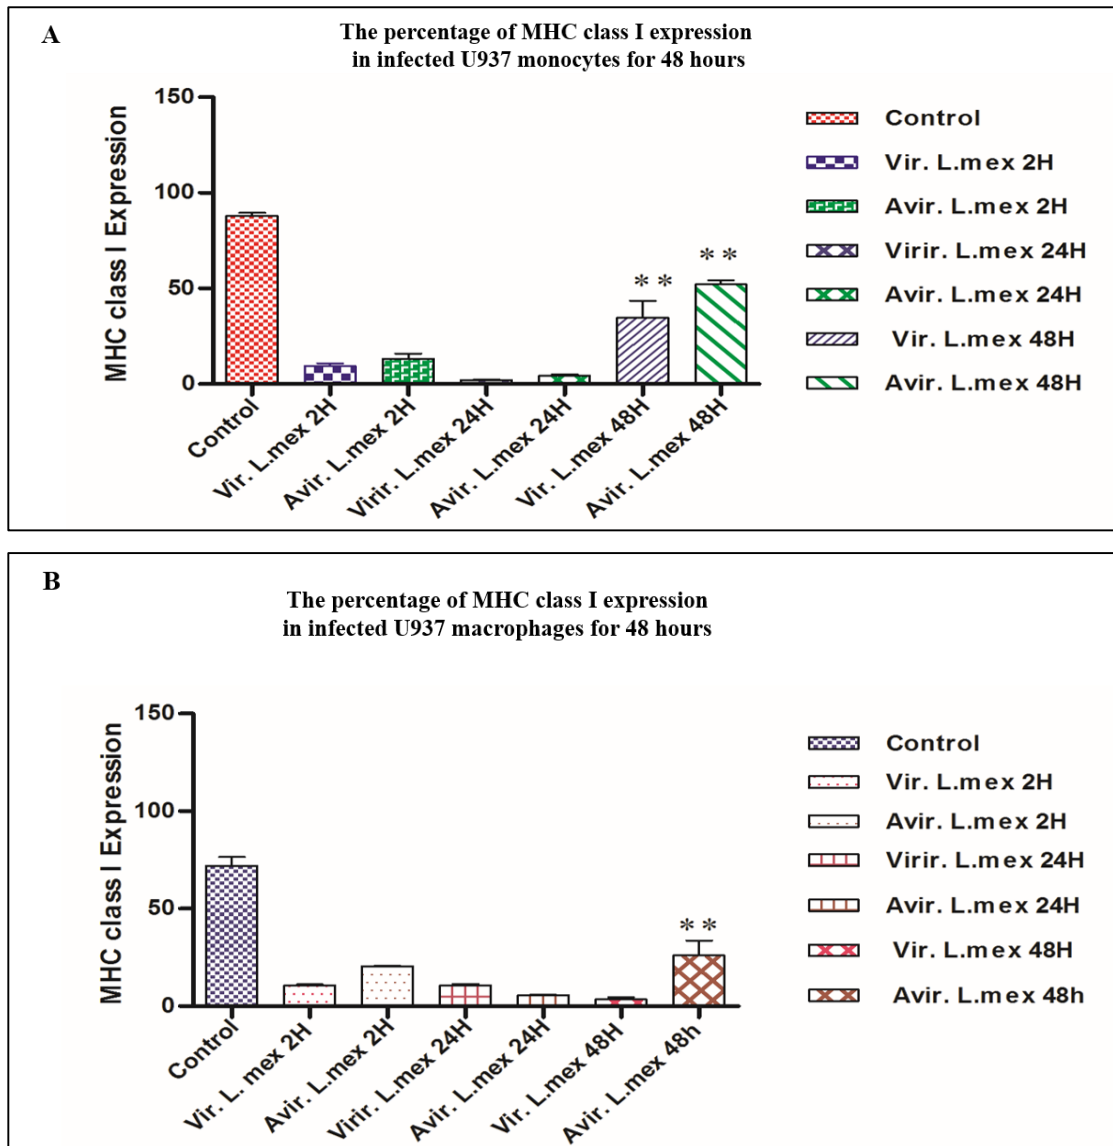 A
The percentage of MHC class I expression
in infected U937 monocytes for 48 hours
MHC class I Expression
150
100
50
0
* *
* *
Control
Vir. L.mex 2H
Avir. L.mex 2H
Virir. L.mex 24H
Avir. L.mex 24H
Vir. L.mex 48H
Avir. L.mex 48H
Control
Vir. L.mex 2H
Avir. L.mex 2H
Virir. L.mex 24H
Avir. L.mex 24H
Vir. L.mex 48H
Avir. L.mex 48H
B
The percentage of MHC class I expression
in infected U937 macrophages for 48 hours
MHC class I Expression
150
100
50
0
* *
Control
Vir. L. mex 2H
Avir. L.mex 2H
Virir. L.mex 24H
Avir. L.mex 24H
Vir. L.mex 48H
Avir. L.mex 48h
Control
Vir. L.mex 2H
Avir. L.mex 2H
Virir. L.mex 24H
Avir. L.mex 24H
Vir. L.mex 48H
Avir. L.mex 48h